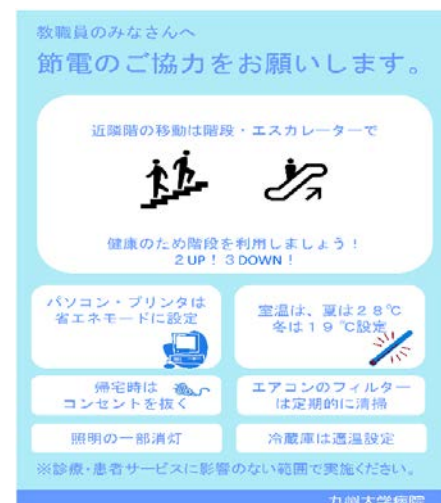 教職員のみなさんへ
節電のご協力をお願いします。
近隣階の移動は階段・エスカレーターで
健康のため階段を利用しましょう！
２UP！３DOWN！
パソコン・プリンタは
省エネモードに設定
室温は、夏は２８℃
冬は１９℃設定
帰宅時は
コンセントを抜く
エアコンのフィルター
は定期的に清掃
照明の一部消灯
冷蔵庫は適温設定
※診療・患者サービスに影響のない範囲で実施ください。
九州大学病院